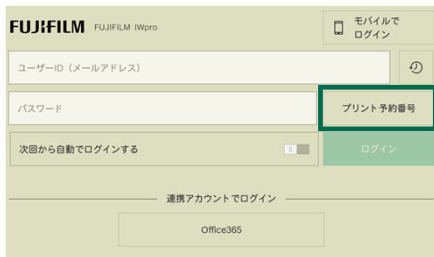 FUJIFILM FUJIFILM IWpro
モバイルで
ログイン
ユーザーID（メールアドレス）
パスワード
プリント予約番号
次回から自動でログインする
ログイン
連携アカウントでログイン
Office365